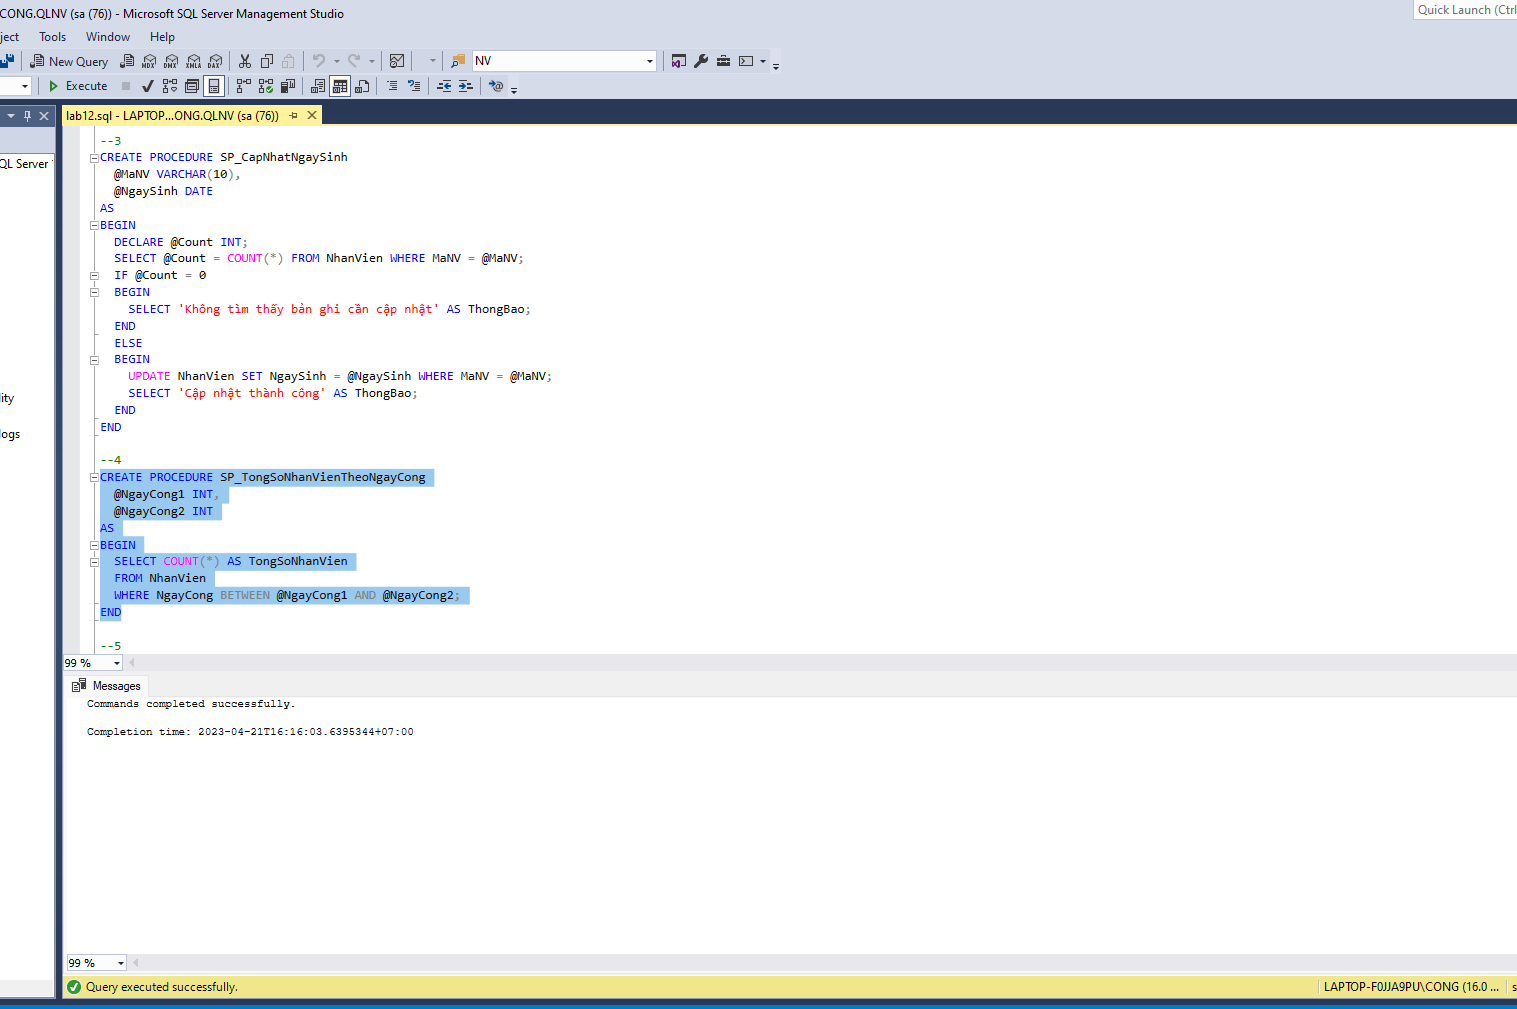 CONG.QLNV (sa (76)) - Microsoft SQL Server Management Studio
Quick Launch (Ctrl
ject Tools Window Help
New Query MDX DMX XMLA DAX NV
Execute
lab12.sql - LAPTOP...ONG.QLNV (sa (76))
QL Server
lity
logs
--3
CREATE PROCEDURE SP_CapNhatNgaySinh
@MaNV VARCHAR(10),
@NgaySinh DATE
AS
BEGIN
DECLARE @Count INT;
SELECT @Count = COUNT(*) FROM NhanVien WHERE MaNV = @MaNV;
IF @Count = 0
BEGIN
SELECT 'Không tìm thấy bản ghi cần cập nhật' AS ThongBao;
END
ELSE
BEGIN
UPDATE NhanVien SET NgaySinh = @NgaySinh WHERE MaNV = @MaNV;
SELECT 'Cập nhật thành công' AS ThongBao;
END
END
--4
CREATE PROCEDURE SP_TongSoNhanVienTheoNgayCong
@NgayCong1 INT,
@NgayCong2 INT
AS
BEGIN
SELECT COUNT(*) AS TongSoNhanVien
FROM NhanVien
WHERE NgayCong BETWEEN @NgayCong1 AND @NgayCong2;
END
--5
99 %
Messages
Commands completed successfully.
Completion time: 2023-04-21T16:16:03.6395344+07:00
99 %
Query executed successfully.
LAPTOP-F0JJA9PU\CONG (16.0 ... s